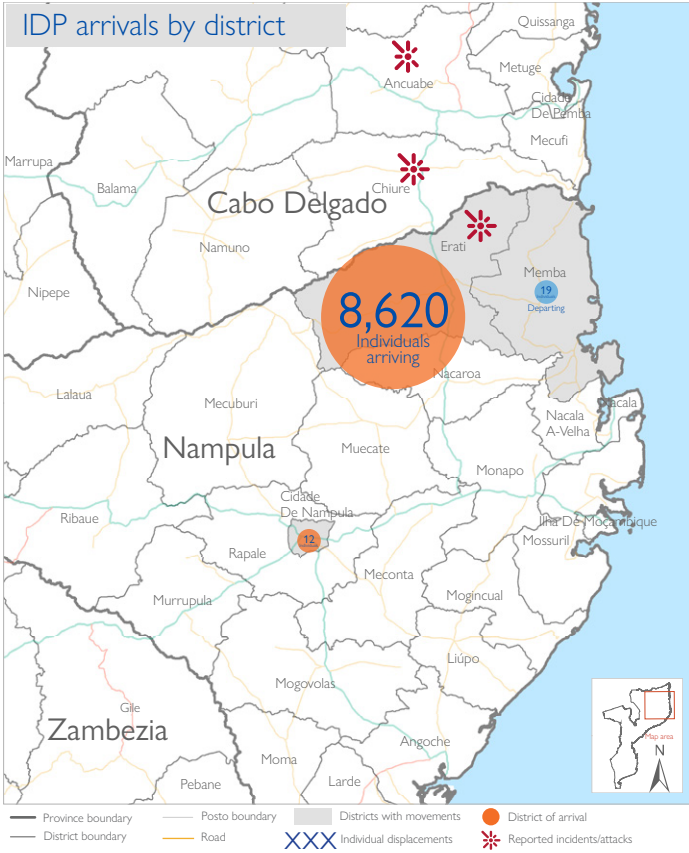 IDP arrivals by district
Quissanga
Metuge
Ancuabe
Cidade
De Pemba
Mecufi
Marrupa
Balama
Chiure
Cabo Delgado
Namuno
Erati
Memba
19
Departing
Nipepe
8,620
Individuals
arriving
Nacaroa
Lalaua
Mecuburi
Nacala
Nacala
A-Velha
Nampula
Muecate
Monapo
Cidade
De Nampula
Ribaue
12
Ilha De Moçambique
Mossuril
Rapale
Meconta
Murrupula
Mogincual
Liúpo
Mogovolas
Gile
Zambezia
Angoche
Moma
Larde
Pebane
Map area
N
Province boundary
Posto boundary
Districts with movements
District of arrival
District boundary
Road
XXX Individual displacements
Reported incidents/attacks